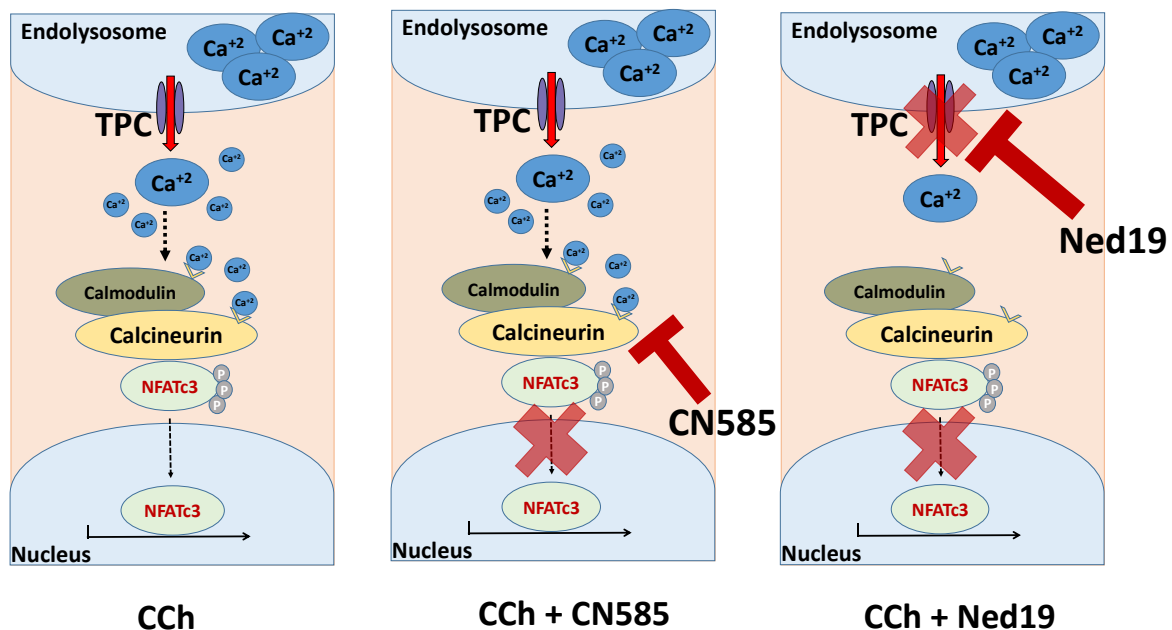 Endolysosome
Ca+2
Ca+2
Ca+2
TPC
Ca+2
Ca+2
Ca+2
Ca+2
Ca+2
Ca+2
Ca+2
Ca+2
Calmodulin
Calcineurin
NFATc3
P
P
P
NFATc3
Nucleus
CCh
Endolysosome
Ca+2
Ca+2
Ca+2
TPC
Ca+2
Ca+2
Ca+2
Ca+2
Ca+2
Ca+2
Ca+2
Ca+2
Calmodulin
Calcineurin
NFATc3
P
P
P
CN585
NFATc3
Nucleus
CCh + CN585
Endolysosome
Ca+2
Ca+2
Ca+2
TPC
Ca+2
Ned19
Calmodulin
Calcineurin
NFATc3
P
P
P
NFATc3
Nucleus
CCh + Ned19